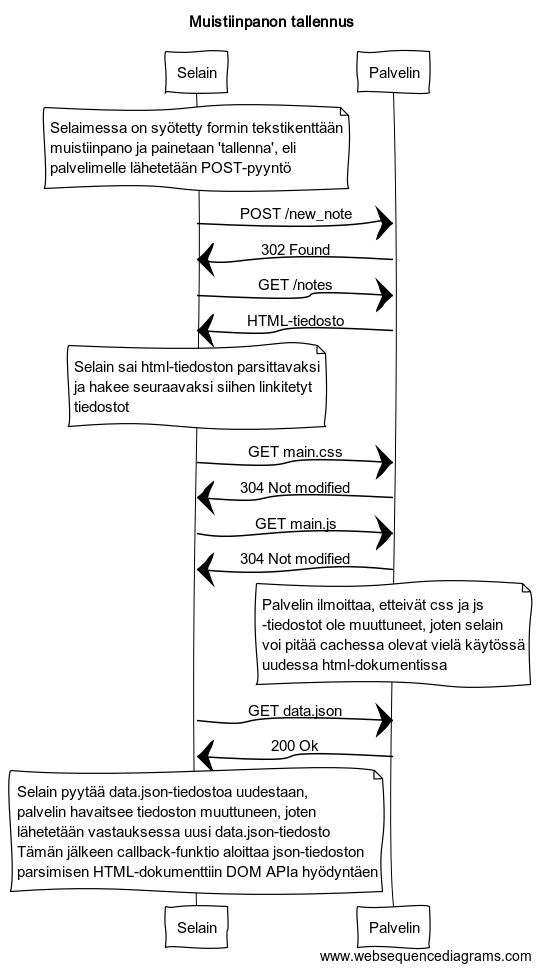 Muistiinpanon tallennus
Selain
Palvelin
Selaimessa on syötetty formin tekstikenttään
muistiinpano ja painetaan 'tallenna', eli
palvelimelle lähetetään POST-pyyntö
POST /new_note
302 Found
GET /notes
HTML-tiedosto
Selain sai html-tiedoston parsittavaksi
ja hakee seuraavaksi siihen linkitetyt
tiedostot
GET main.css
304 Not modified
GET main.js
304 Not modified
Palvelin ilmoittaa, etteivät css ja js
-tiedostot ole muuttuneet, joten selain
voi pitää cachessa olevat vielä käytössä
uudessa html-dokumentissa
GET data.json
200 Ok
Selain pyytää data.json-tiedostoa uudestaan,
palvelin havaitsee tiedoston muuttuneen, joten
lähetetään vastauksessa uusi data.json-tiedosto
Tämän jälkeen callback-funktio aloittaa json-tiedoston
parsimisen HTML-dokumenttiin DOM APIa hyödyntäen
Selain
Palvelin
www.websequencediagrams.com